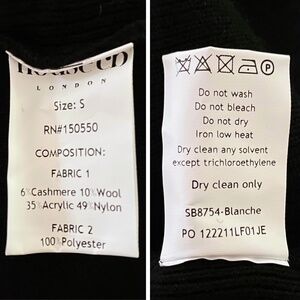 LONDON
Size: S
RN#150550
COMPOSITION:
FABRIC 1
6%Cashmere 10%Wool
35%Acrylic 49%Nylon
FABRIC 2
100%Polyester
P
Do not wash
Do not bleach
Do not dry
Iron low heat
Dry clean any solvent
except trichloroethylene
Dry clean only
SB8754-Blanche
PO 122211LF01JE